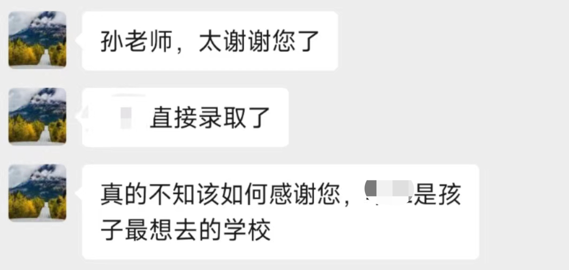 孙老师，太谢谢您了
直接录取了
真的不知该如何感谢您，是孩
子最想去的学校